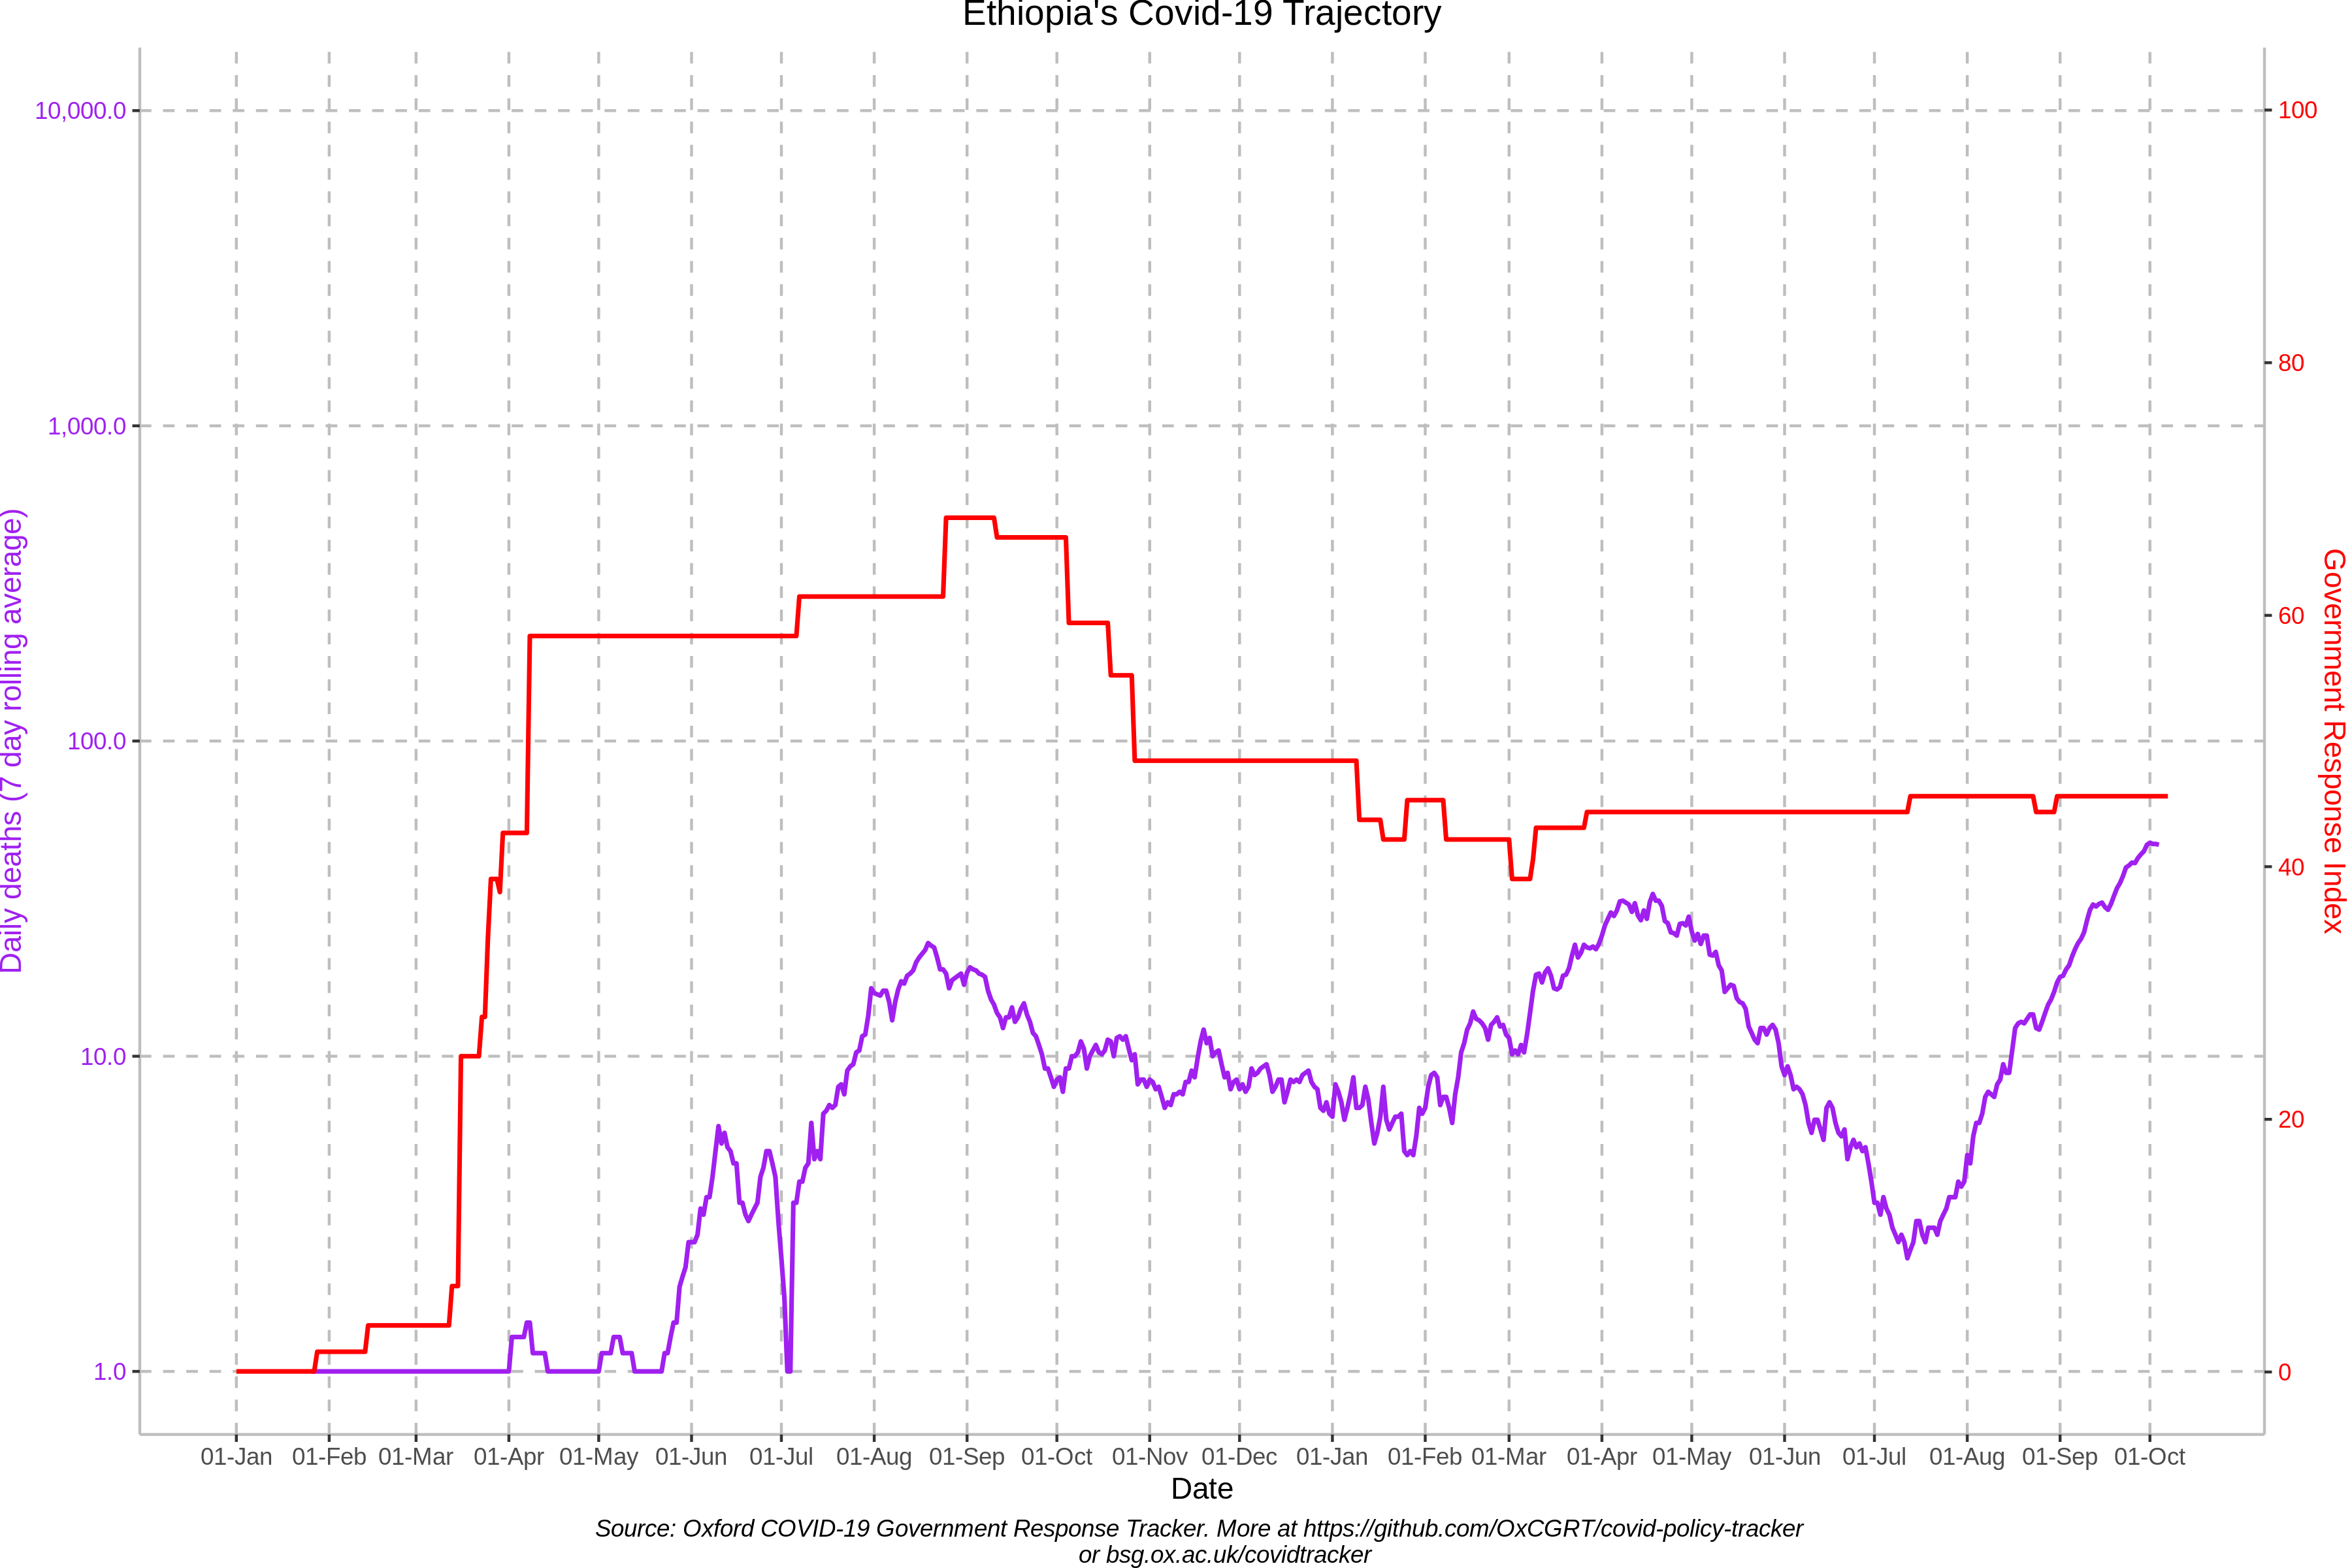 Ethiopia's Covid-19 Trajectory
10,000.0
1,000.0
100.0
10.0
1.0
Daily deaths (7 day rolling average)
100
80
60
40
20
0
Government Response Index
01-Jan 01-Feb 01-Mar 01-Apr 01-May 01-Jun 01-Jul 01-Aug 01-Sep 01-Oct 01-Nov 01-Dec 01-Jan 01-Feb 01-Mar 01-Apr 01-May 01-Jun 01-Jul 01-Aug 01-Sep 01-Oct
Date
Source: Oxford COVID-19 Government Response Tracker. More at https://github.com/OxCGRT/covid-policy-tracker
or bsg.ox.ac.uk/covidtracker